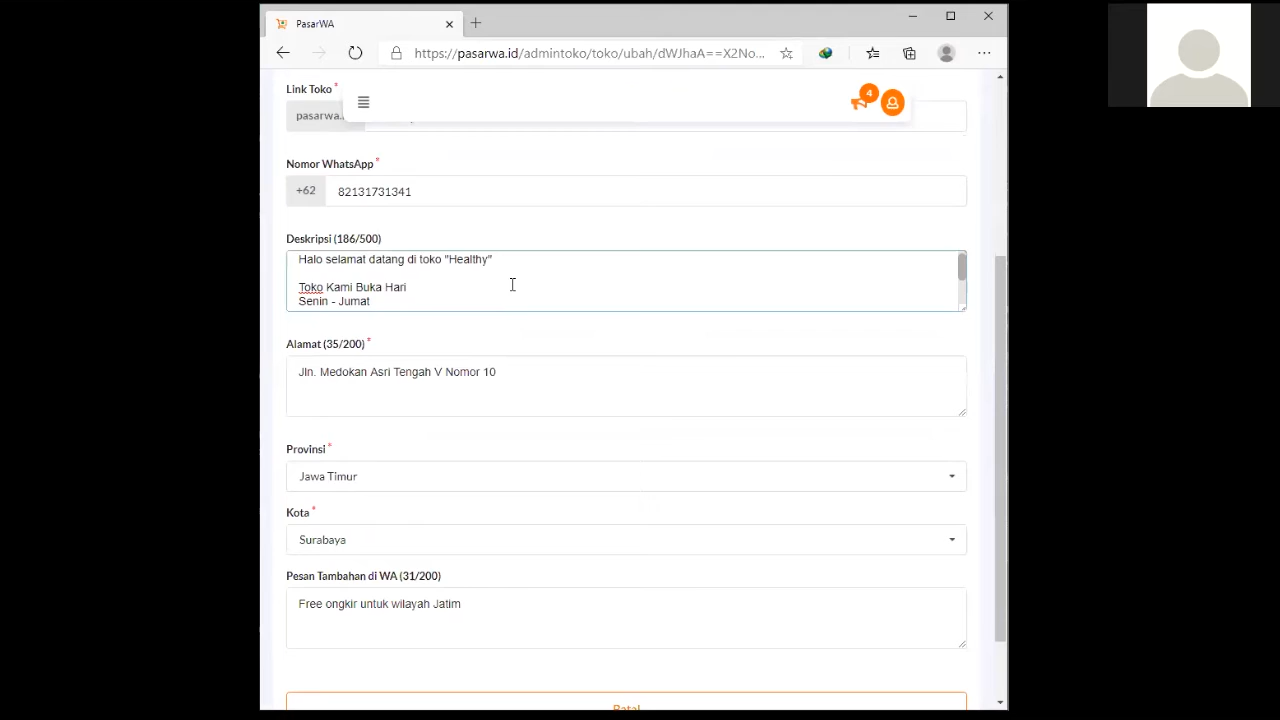 PasarWA
https://pasarwa.id/admintoko/toko/ubah/dWJhaA==X2No...
Link Toko *
pasarwa.
4
Nomor WhatsApp *
+62 82131731341
Deskripsi (186/500)
Halo selamat datang di toko "Healthy"
Toko Kami Buka Hari
Senin - Jumat
Alamat (35/200) *
Jln. Medokan Asri Tengah V Nomor 10
Provinsi *
Jawa Timur
Kota *
Surabaya
Pesan Tambahan di WA (31/200)
Free ongkir untuk wilayah Jatim
Batal